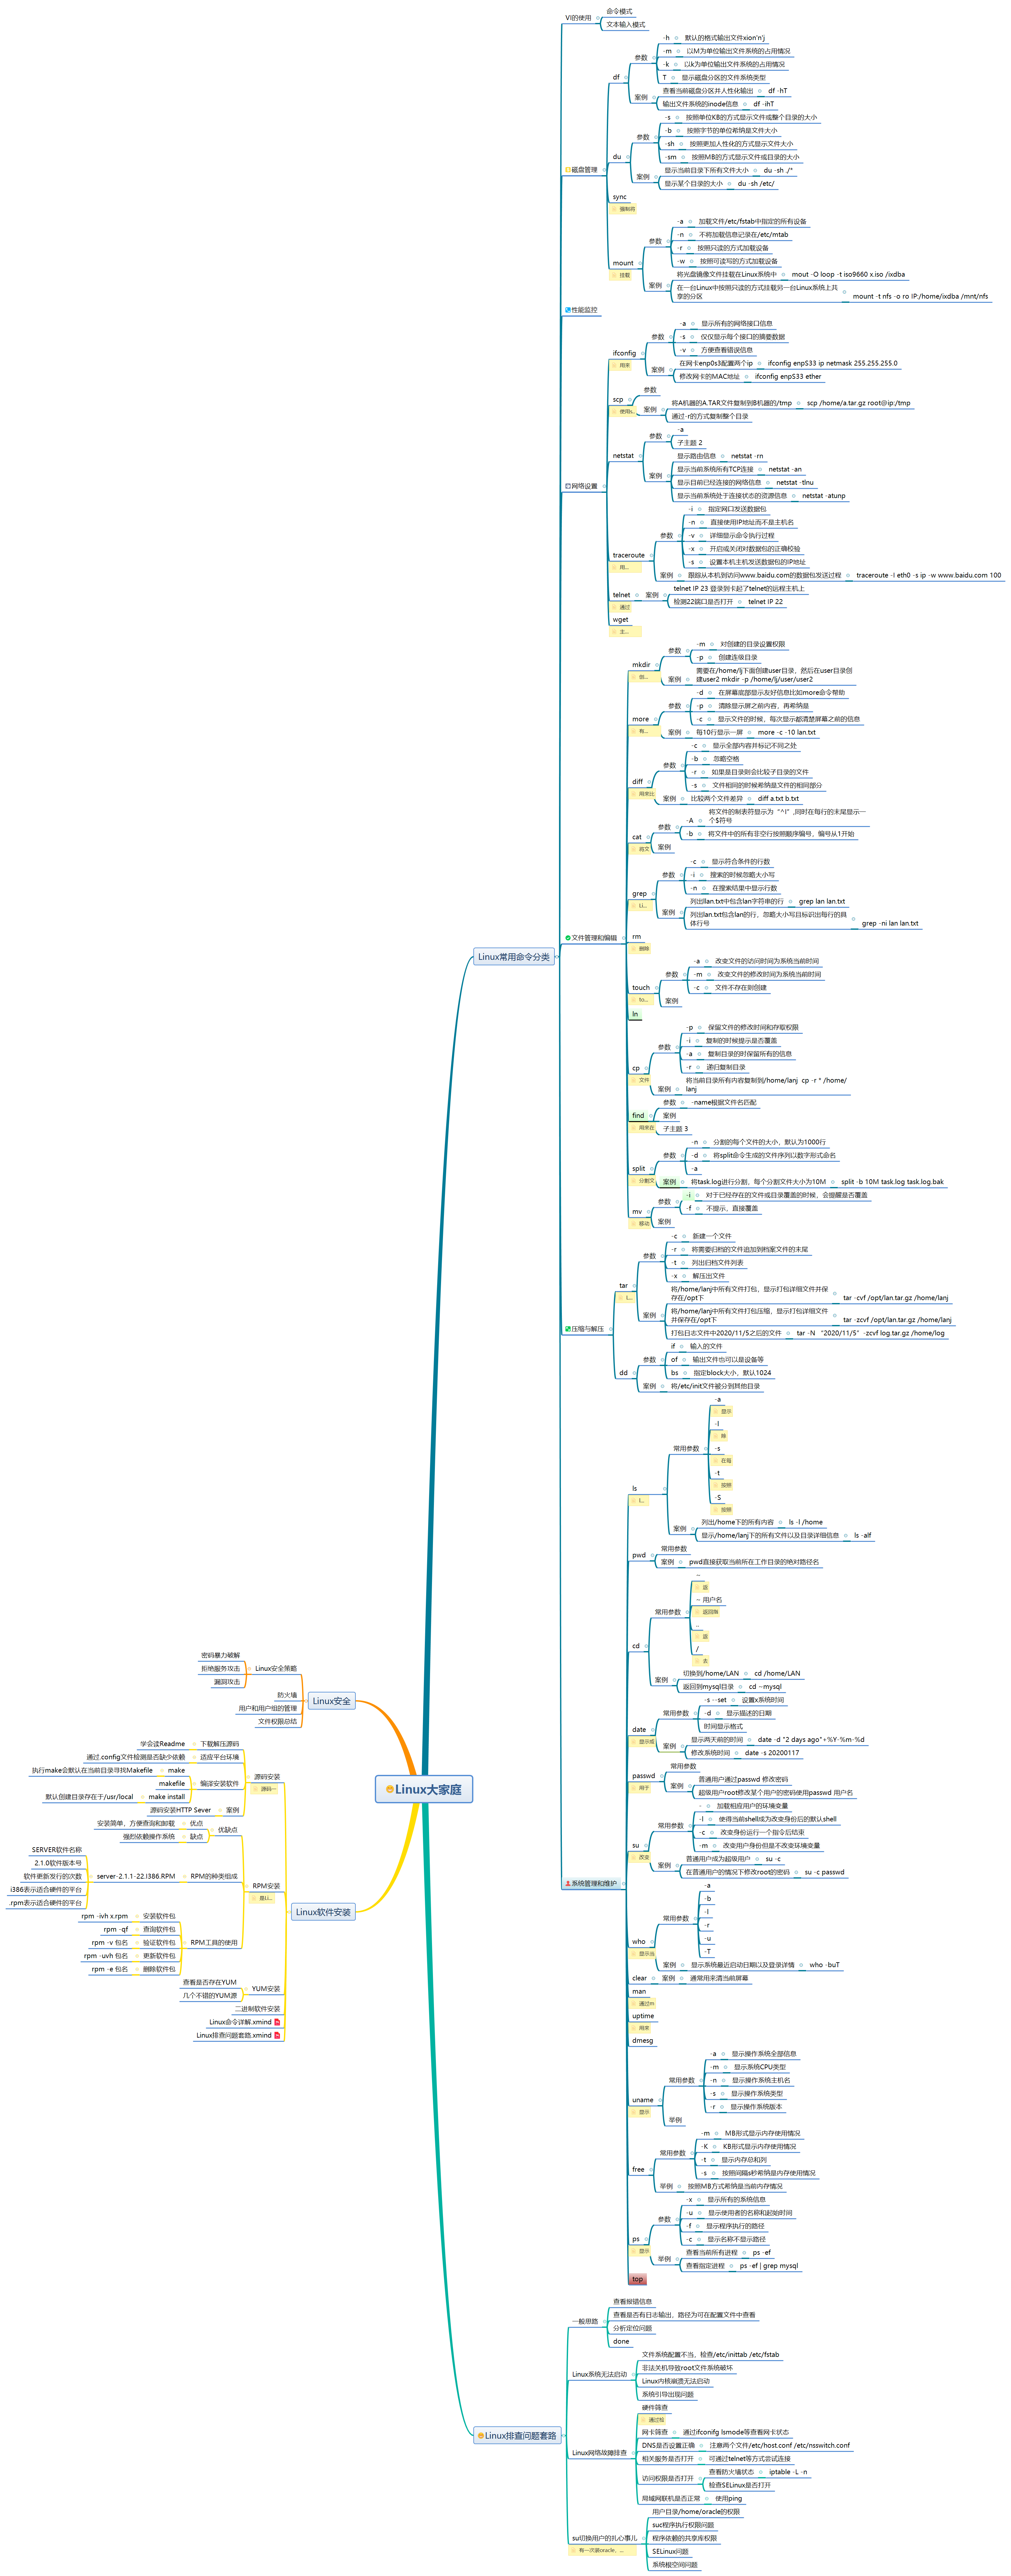 VI的使用
命令模式
文本输入模式
磁盘管理
df
参数
-h 默认的格式输出文件xion'n'j
-m 以M为单位输出文件系统的占用情况
-k 以k为单位输出文件系统的占用情况
T 显示磁盘分区的文件系统类型
案例
查看当前磁盘分区并人性化输出 df -hT
输出文件系统的inode信息 df -ihT
du
参数
-s 按照单位KB的方式显示文件或整个目录的大小
-b 按照字节的单位希纳是文件大小
-sh 按照更加人性化的方式显示文件大小
-sm 按照MB的方式显示文件或目录的大小
案例
显示当前目录下所有文件大小 du -sh ./*
显示某个目录的大小 du -sh /etc/
sync
强制将
mount
挂载
参数
-a 加载文件/etc/fstab中指定的所有设备
-n 不将加载信息记录在/etc/mtab
-r 按照只读的方式加载设备
-w 按照可读写的方式加载设备
案例
将光盘镜像文件挂载在Linux系统中 mout -O loop -t iso9660 x.iso /ixdba
在一台Linux中按照只读的方式挂载另一台Linux系统上共
享的分区 mount -t nfs -o ro IP:/home/ixdba /mnt/nfs
性能监控
网络设置
ifconfig
用来
参数
-a 显示所有的网络接口信息
-s 仅仅显示每个接口的摘要数据
-v 方便查看错误信息
案例
在网卡enp0s3配置两个ip ifconfig enpS33 ip netmask 255.255.255.0
修改网卡的MAC地址 ifconfig enpS33 ether
scp
使用s...
参数
案例
将A机器的A.TAR文件复制到B机器的/tmp scp /home/a.tar.gz root@ip:/tmp
通过-r的方式复制整个目录
netstat
参数
-a
子主题 2
案例
显示路由信息 netstat -rn
显示当前系统所有TCP连接 netstat -an
显示目前已经连接的网络信息 netstat -tlnu
显示当前系统处于连接状态的资源信息 netstat -atunp
traceroute
用...
参数
-i 指定网口发送数据包
-n 直接使用IP地址而不是主机名
-v 详细显示命令执行过程
-x 开启或关闭对数据包的正确校验
-s 设置本机主机发送数据包的IP地址
案例 跟踪从本机到访问www.baidu.com的数据包发送过程 traceroute -I eth0 -s ip -w www.baidu.com 100
telnet
通过
案例
telnet IP 23 登录到卡起了telnet的远程主机上
检测22端口是否打开 telnet IP 22
wget
主...
Linux常用命令分类
文件管理和编辑
mkdir
创...
参数
-m 对创建的目录设置权限
-p 创建连级目录
案例
需要在/home/lj下面创建user目录，然后在user目录创
建user2 mkdir -p /home/lj/user/user2
more
有...
参数
-d 在屏幕底部显示友好信息比如more命令帮助
-p 清除显示屏之前内容，再希纳是
-c 显示文件的时候，每次显示都清楚屏幕之前的信息
案例 每10行显示一屏 more -c -10 lan.txt
diff
用来比
参数
-c 显示全部内容并标记不同之处
-b 忽略空格
-r 如果是目录则会比较子目录的文件
-s 文件相同的时候希纳是文件的相同部分
案例 比较两个文件差异 diff a.txt b.txt
cat
将文
参数
-A 将文件的制表符显示为“^I”,同时在每行的末尾显示一
个$符号
-b 将文件中的所有非空行按照顺序编号，编号从1开始
案例
grep
Li...
参数
-c 显示符合条件的行数
-i 搜索的时候忽略大小写
-n 在搜索结果中显示行数
案例
列出lan.txt中包含lan字符串的行 grep lan lan.txt
列出lan.txt包含lan的行，忽略大小写且标识出每行的具
体行号 grep -ni lan lan.txt
rm
删除
touch
to...
参数
-a 改变文件的访问时间为系统当前时间
-m 改变文件的修改时间为系统当前时间
-c 文件不存在则创建
案例
ln
cp
文件
参数
-p 保留文件的修改时间和存取权限
-i 复制的时候提示是否覆盖
-a 复制目录的时保留所有的信息
-r 递归复制目录
案例
将当前目录所有内容复制到/home/lanj cp -r * /home/
lanj
find
用来在
参数 -name根据文件名匹配
案例
子主题 3
split
分割文
参数
-n 分割的每个文件的大小，默认为1000行
-d 将split命令生成的文件序列以数字形式命名
-a
案例 将task.log进行分割，每个分割文件大小为10M split -b 10M task.log task.log.bak
mv
移动
参数
-i 对于已经存在的文件或目录覆盖的时候，会提醒是否覆盖
-f 不提示，直接覆盖
案例
压缩与解压
tar
L...
参数
-c 新建一个文件
-r 将需要归档的文件追加到档案文件的末尾
-t 列出归档文件列表
-x 解压出文件
案例
将/home/lanj中所有文件打包，显示打包详细文件并保
存在/opt下 tar -cvf /opt/lan.tar.gz /home/lanj
将/home/lanj中所有文件打包压缩，显示打包详细文件
并保存在/opt下 tar -zcvf /opt/lan.tar.gz /home/lanj
打包日志文件中2020/11/5之后的文件 tar -N “2020/11/5” -zcvf log.tar.gz /home/log
dd
参数
if 输入的文件
of 输出文件也可以是设备等
bs 指定block大小，默认1024
案例 将/etc/init文件被分到其他目录
系统管理和维护
ls
l...
常用参数
-a
显示
-l
-s
在每
-t
按照
-S
按照
案例
列出/home下的所有内容 ls -l /home
显示/home/lanj下的所有文件以及目录详细信息 ls -alf
pwd
常用参数
案例 pwd直接获取当前所在工作目录的绝对路径名
cd
常用参数
~
~ 用户名
返回指
..
/
去
案例
切换到/home/LAN cd /home/LAN
返回到mysql目录 cd ~mysql
date
显示或
常用参数
-s --set 设置x系统时间
-d 显示描述的日期
时间显示格式
案例
显示两天前的时间 date -d "2 days ago"+%Y-%m-%d
修改系统时间 date -s 20200117
passwd
用于
常用参数
案例
普通用户通过passwd 修改密码
超级用户root修改某个用户的密码使用passwd 用户名
su
改变
常用参数
- 加载相应用户的环境变量
-l 使得当前shell成为改变身份后的默认shell
-c 改变身份运行一个指令后结束
-m 改变用户身份但是不改变环境变量
案例
普通用户成为超级用户 su -c
在普通用户的情况下修改root的密码 su -c passwd
who
显示当
常用参数
-a
-b
-l
-r
-u
-T
案例 显示系统最近启动日期以及登录详情 who -buT
clear 案例 通常用来清当前屏幕
man
通过m
uptime
用来
dmesg
uname
显示
常用参数
-a 显示操作系统全部信息
-m 显示系统CPU类型
-n 显示操作系统主机名
-s 显示操作系统类型
-r 显示操作系统版本
举例
free
常用参数
-m MB形式显示内存使用情况
-K KB形式显示内存使用情况
-t 显示内存总和列
-s 按照间隔s秒希纳是内存使用情况
举例 按照MB方式希纳是当前内存情况
ps
显示
参数
-x 显示所有的系统信息
-u 显示使用者的名称和起始时间
-f 显示程序执行的路径
-c 显示名称不显示路径
举例
查看当前所有进程 ps -ef
查看指定进程 ps -ef | grep mysql
top
Linux大家庭
Linux安全
Linux安全策略
密码暴力破解
拒绝服务攻击
漏洞攻击
防火墙
用户和用户组的管理
文件权限总结
Linux软件安装
源码安装
源码一
下载解压源码 学会读Readme
适应平台环境 通过.config文件检测是否缺少依赖
编译安装软件
make 执行make会默认在当前目录寻找Makefile
makefile
make install 默认创建目录存在于/usr/local
案例 源码安装HTTP Sever
RPM安装
是Li...
优缺点
优点 安装简单，方便查询和卸载
缺点 强烈依赖操作系统
RPM的种类组成
server-2.1.1-22.I386.RPM
SERVER软件名称
2.1.0软件版本号
软件更新发行的次数
i386表示适合硬件的平台
.rpm表示适合硬件的平台
RPM工具的使用
安装软件包 rpm -ivh x.rpm
查询软件包 rpm -qf
验证软件包 rpm -v 包名
更新软件包 rpm -uvh 包名
删除软件包 rpm -e 包名
YUM安装
查看是否存在YUM
几个不错的YUM源
二进制软件安装
Linux命令详解.xmind
Linux排查问题套路.xmind
Linux排查问题套路
一般思路
查看报错信息
查看是否有日志输出，路径为可在配置文件中查看
分析定位问题
done
Linux系统无法启动
文件系统配置不当，检查/etc/inittab /etc/fstab
非法关机导致root文件系统破坏
Linux内核崩溃无法启动
系统引导出现问题
Linux网络故障排查
硬件筛查
通过检
网卡筛查 通过ifconifg lsmode等查看网卡状态
DNS是否设置正确 注意两个文件/etc/host.conf /etc/nsswitch.conf
相关服务是否打开 可通过telnet等方式尝试连接
访问权限是否打开
查看防火墙状态 iptable -L -n
检查SELinux是否打开
局域网联机是否正常 使用ping
su切换用户的扎心事儿
有一次装oracle，...
用户目录/home/oracle的权限
suc程序执行权限问题
程序依赖的共享库权限
SELinux问题
系统根空间问题